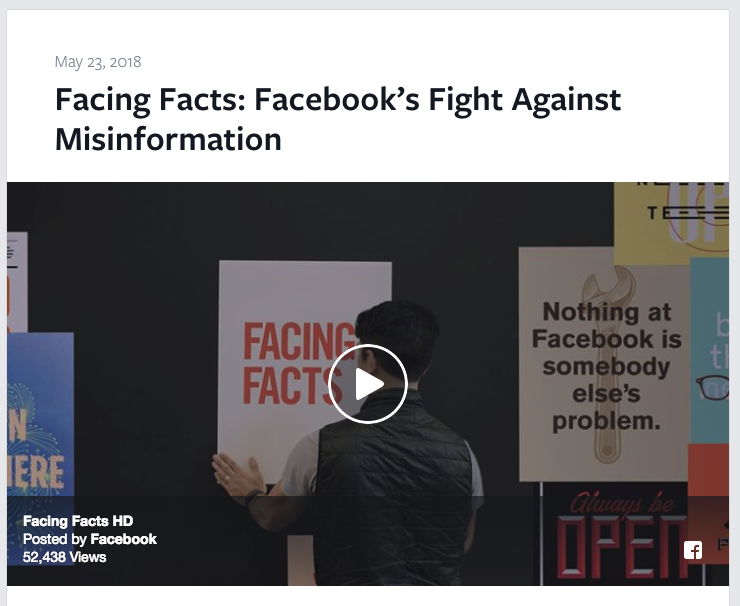 May 23, 2018
Facing Facts: Facebook's Fight Against
Misinformation
FACING
FACTS
Nothing at
Facebook is
somebody
else's
problem.
Always be
OPEN
Facing Facts HD
Posted by Facebook
52,438 Views